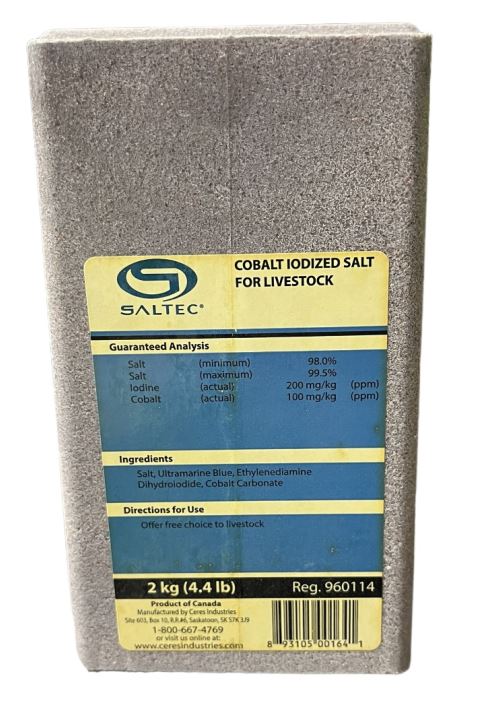 SALTEC®
COBALT IODIZED SALT
FOR LIVESTOCK
Guaranteed Analysis
Salt (minimum) 98.0%
Salt (maximum) 99.5%
Iodine (actual) 200 mg/kg (ppm)
Cobalt (actual) 100 mg/kg (ppm)
Ingredients
Salt, Ultramarine Blue, Ethylenediamine
Dihydroiodide, Cobalt Carbonate
Directions for Use
Offer free choice to livestock
2 kg (4.4 lb) Reg. 960114
Product of Canada
Manufactured by Ceres Industries
Site 603, Box 10, R.R.#6, Saskatoon, SK S7K 3J9
1-800-667-4769
or visit us online at:
www.ceresindustries.com
8 93105 00164 1